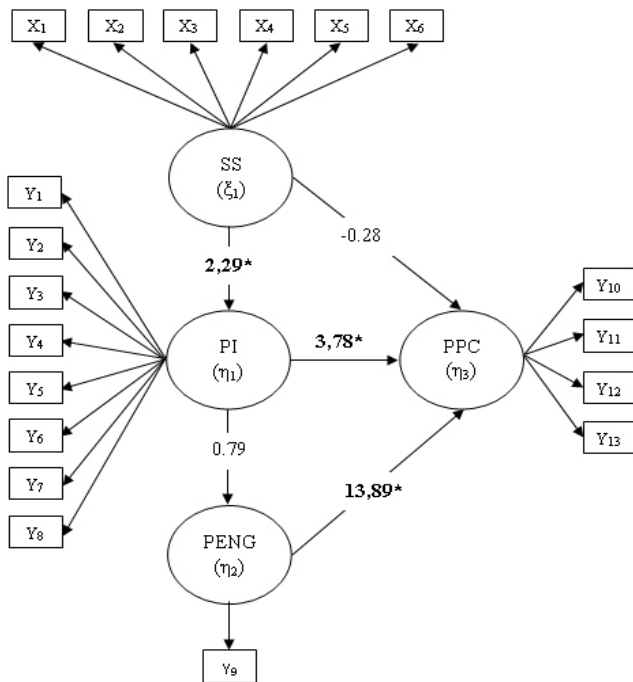 X₁ X₂ X₃ X₄ X₅ X₆
SS
(ξ₁)
Y₁
Y₂
Y₃
Y₄
Y₅
Y₆
Y₇
Y₈
-0.28
2,29*
PI
(η₁)
3,78*
PPC
(η₃)
Y₁₀
Y₁₁
Y₁₂
Y₁₃
0.79
13,89*
PENG
(η₂)
Y₉